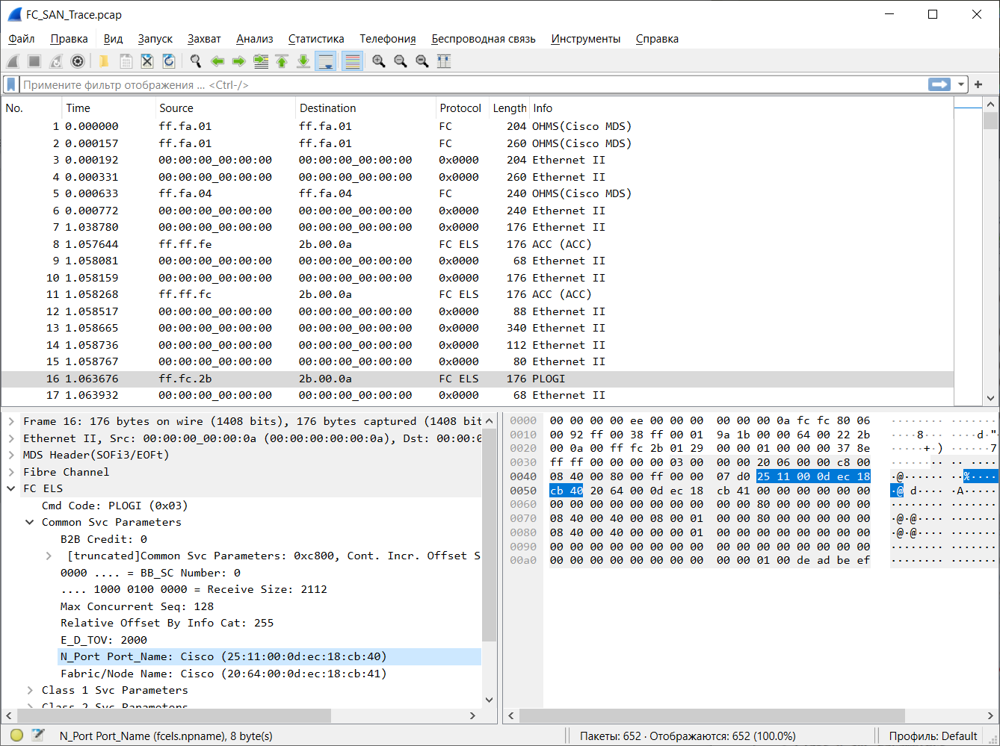 FC_SAN_Trace.pcap
Файл Правка Вид Запуск Захват Анализ Статистика Телефония Беспроводная связь Инструменты Справка
Примените фильтр отображения ... <Ctrl-/>
No. Time Source Destination Protocol Length Info
1 0.000000 ff.fa.01 ff.fa.01 FC 204 OHMS(Cisco MDS)
2 0.000157 ff.fa.01 ff.fa.01 FC 260 OHMS(Cisco MDS)
3 0.000192 00:00:00_00:00:00 00:00:00_00:00:00 0x0000 204 Ethernet II
4 0.000331 00:00:00_00:00:00 00:00:00_00:00:00 0x0000 260 Ethernet II
5 0.000633 ff.fa.04 ff.fa.04 FC 240 OHMS(Cisco MDS)
6 0.000772 00:00:00_00:00:00 00:00:00_00:00:00 0x0000 240 Ethernet II
7 1.038780 00:00:00_00:00:00 00:00:00_00:00:00 0x0000 176 Ethernet II
8 1.057644 ff.ff.fe 2b.00.0a FC ELS 176 ACC (ACC)
9 1.058081 00:00:00_00:00:00 00:00:00_00:00:00 0x0000 68 Ethernet II
10 1.058159 00:00:00_00:00:00 00:00:00_00:00:00 0x0000 176 Ethernet II
11 1.058268 ff.ff.fc 2b.00.0a FC ELS 176 ACC (ACC)
12 1.058517 00:00:00_00:00:00 00:00:00_00:00:00 0x0000 88 Ethernet II
13 1.058665 00:00:00_00:00:00 00:00:00_00:00:00 0x0000 340 Ethernet II
14 1.058736 00:00:00_00:00:00 00:00:00_00:00:00 0x0000 112 Ethernet II
15 1.058767 00:00:00_00:00:00 00:00:00_00:00:00 0x0000 80 Ethernet II
16 1.063676 ff.fc.2b 2b.00.0a FC ELS 176 PLOGI
17 1.063932 00:00:00_00:00:00 00:00:00_00:00:00 0x0000 68 Ethernet II
Frame 16: 176 bytes on wire (1408 bits), 176 bytes captured (1408 bit
Ethernet II, Src: 00:00:00_00:00:0a (00:00:00:00:00:0a), Dst: 00:00:0
MDS Header(SOFi3/EOFt)
Fibre Channel
FC ELS
Cmd Code: PLOGI (0x03)
Common Svc Parameters
B2B Credit: 0
[truncated]Common Svc Parameters: 0xc800, Cont. Incr. Offset S
0000 .... = BB_SC Number: 0
.... 1000 0100 0000 = Receive Size: 2112
Max Concurrent Seq: 128
Relative Offset By Info Cat: 255
E_D_TOV: 2000
N_Port Port_Name: Cisco (25:11:00:0d:ec:18:cb:40)
Fabric/Node Name: Cisco (20:64:00:0d:ec:18:cb:41)
Class 1 Svc Parameters
Class 2 Svc Parameters
0000 00 00 00 00 ee 00 00 00 00 00 00 0a fc fc 80 06 ········ ········
0010 00 92 ff 00 38 ff 00 01 9a 1b 00 00 64 00 22 2b ····8··· ····d·"
0020 00 0a 00 ff fc 2b 01 29 00 00 01 00 00 00 37 8e ·····+·) ······7
0030 ff ff 00 00 00 00 03 00 00 00 20 06 00 00 c8 00 ········ ········
0040 08 40 00 80 00 ff 00 00 07 d0 25 11 00 0d ec 18 ·@······ ··%·····
0050 cb 40 20 64 00 0d ec 18 cb 41 00 00 00 00 00 00 ·@ d···· ·A······
0060 00 00 00 00 00 00 00 00 00 00 80 00 00 00 00 00 ········ ········
0070 08 40 00 40 00 08 00 01 00 00 80 00 00 00 00 00 ·@·@···· ········
0080 08 40 00 40 00 00 00 01 00 00 00 00 00 00 00 00 ·@·@···· ········
0090 00 00 00 00 00 00 00 00 00 00 00 00 00 00 00 00 ········ ········
00a0 00 00 00 00 00 00 00 00 00 00 01 00 de ad be ef ········ ········
N_Port Port_Name (fcels.npname), 8 byte(s) Пакеты: 652 · Отображаются: 652 (100.0%) Профиль: Default